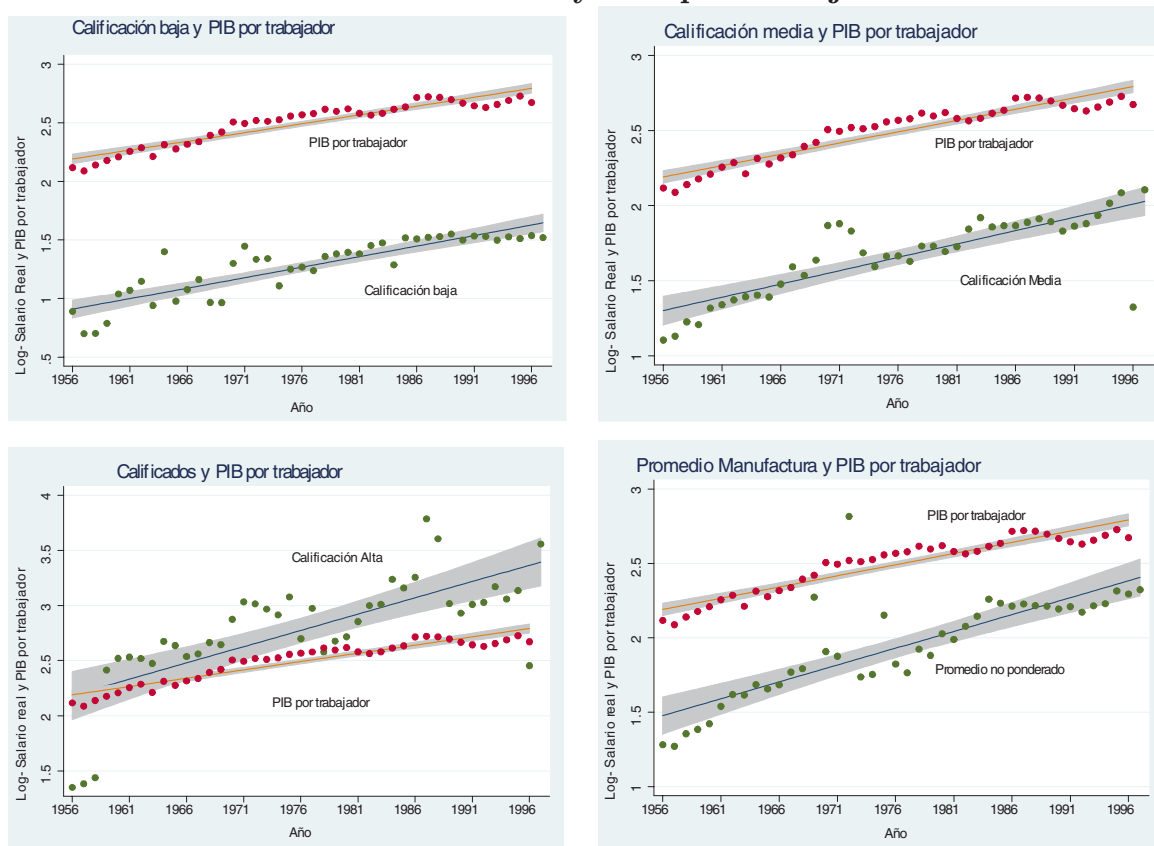 Calificación baja y PIB por trabajador
Log- Salario Real y PIB por trabajador
3
2.5
2
1.5
1
.5
PIB por trabajador
Calificación baja
1956 1961 1966 1971 1976 1981 1986 1991 1996
Año
Calificación media y PIB por trabajador
Log- Salario Real y PIB por trabajador
3
2.5
2
1.5
1
PIB por trabajador
Calificación Media
1956 1961 1966 1971 1976 1981 1986 1991 1996
Año
Calificados y PIB por trabajador
Log- Salario real y PIB por trabajador
4
3.5
3
2.5
2
1.5
Calificación Alta
PIB por trabajador
1956 1961 1966 1971 1976 1981 1986 1991 1996
Año
Promedio Manufactura y PIB por trabajador
Log- Salario real y PIB por trabajador
3
2.5
2
1.5
1
PIB por trabajador
Promedio no ponderado
1956 1961 1966 1971 1976 1981 1986 1991 1996
Año